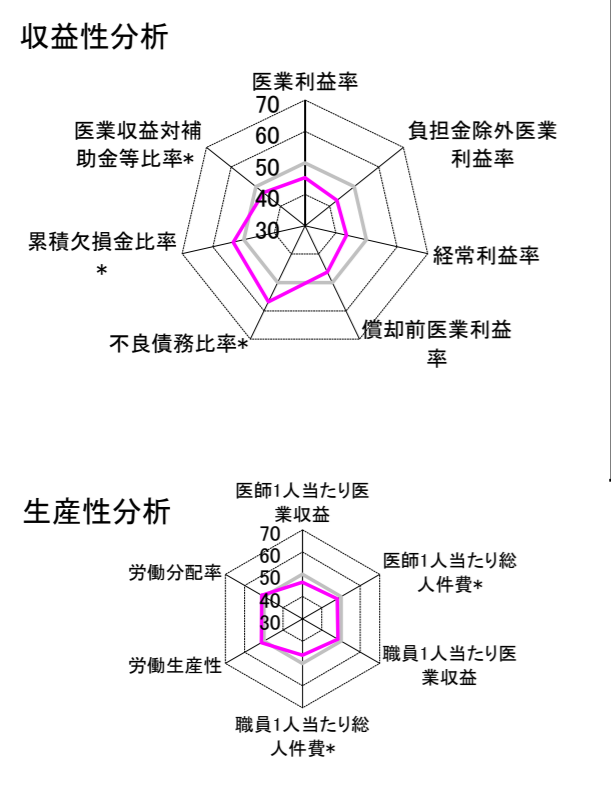 収益性分析
医業利益率
70
60
50
40
30
負担金除外医業
利益率
経常利益率
償却前医業利益
率
不良債務比率*
累積欠損金比率
*
医業収益対補
助金等比率*
生産性分析
医師1人当たり医
業収益
70
60
50
40
30
医師1人当たり総
人件費*
職員1人当たり医
業収益
職員1人当たり総
人件費*
労働生産性
労働分配率